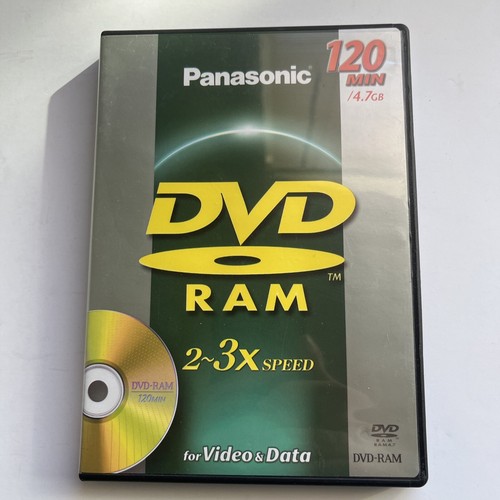 Panasonic
120
MIN
/4.7GB
DVD
TM
RAM
2~3x SPEED
DVD-RAM
120MIN
for Video & Data
DVD
RAM
DVD-RAM